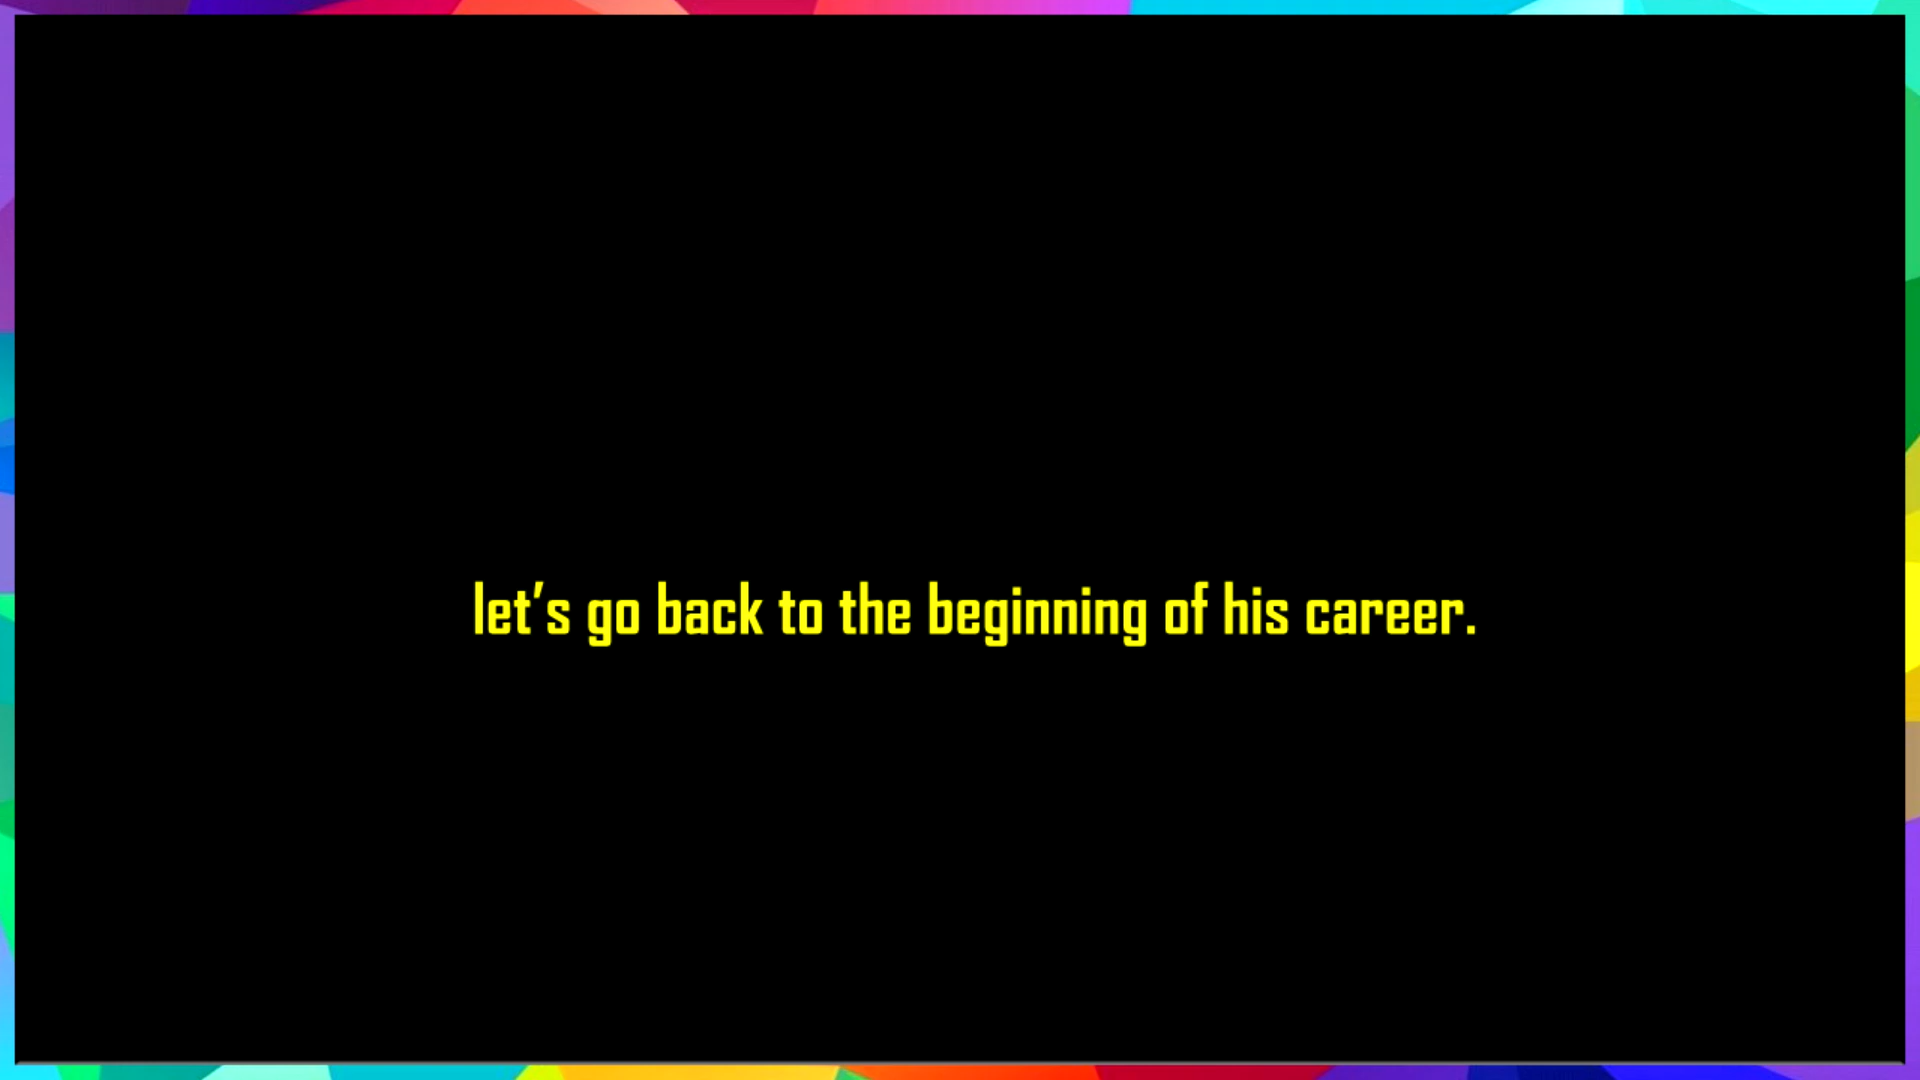 let's go back to the beginning of his career.